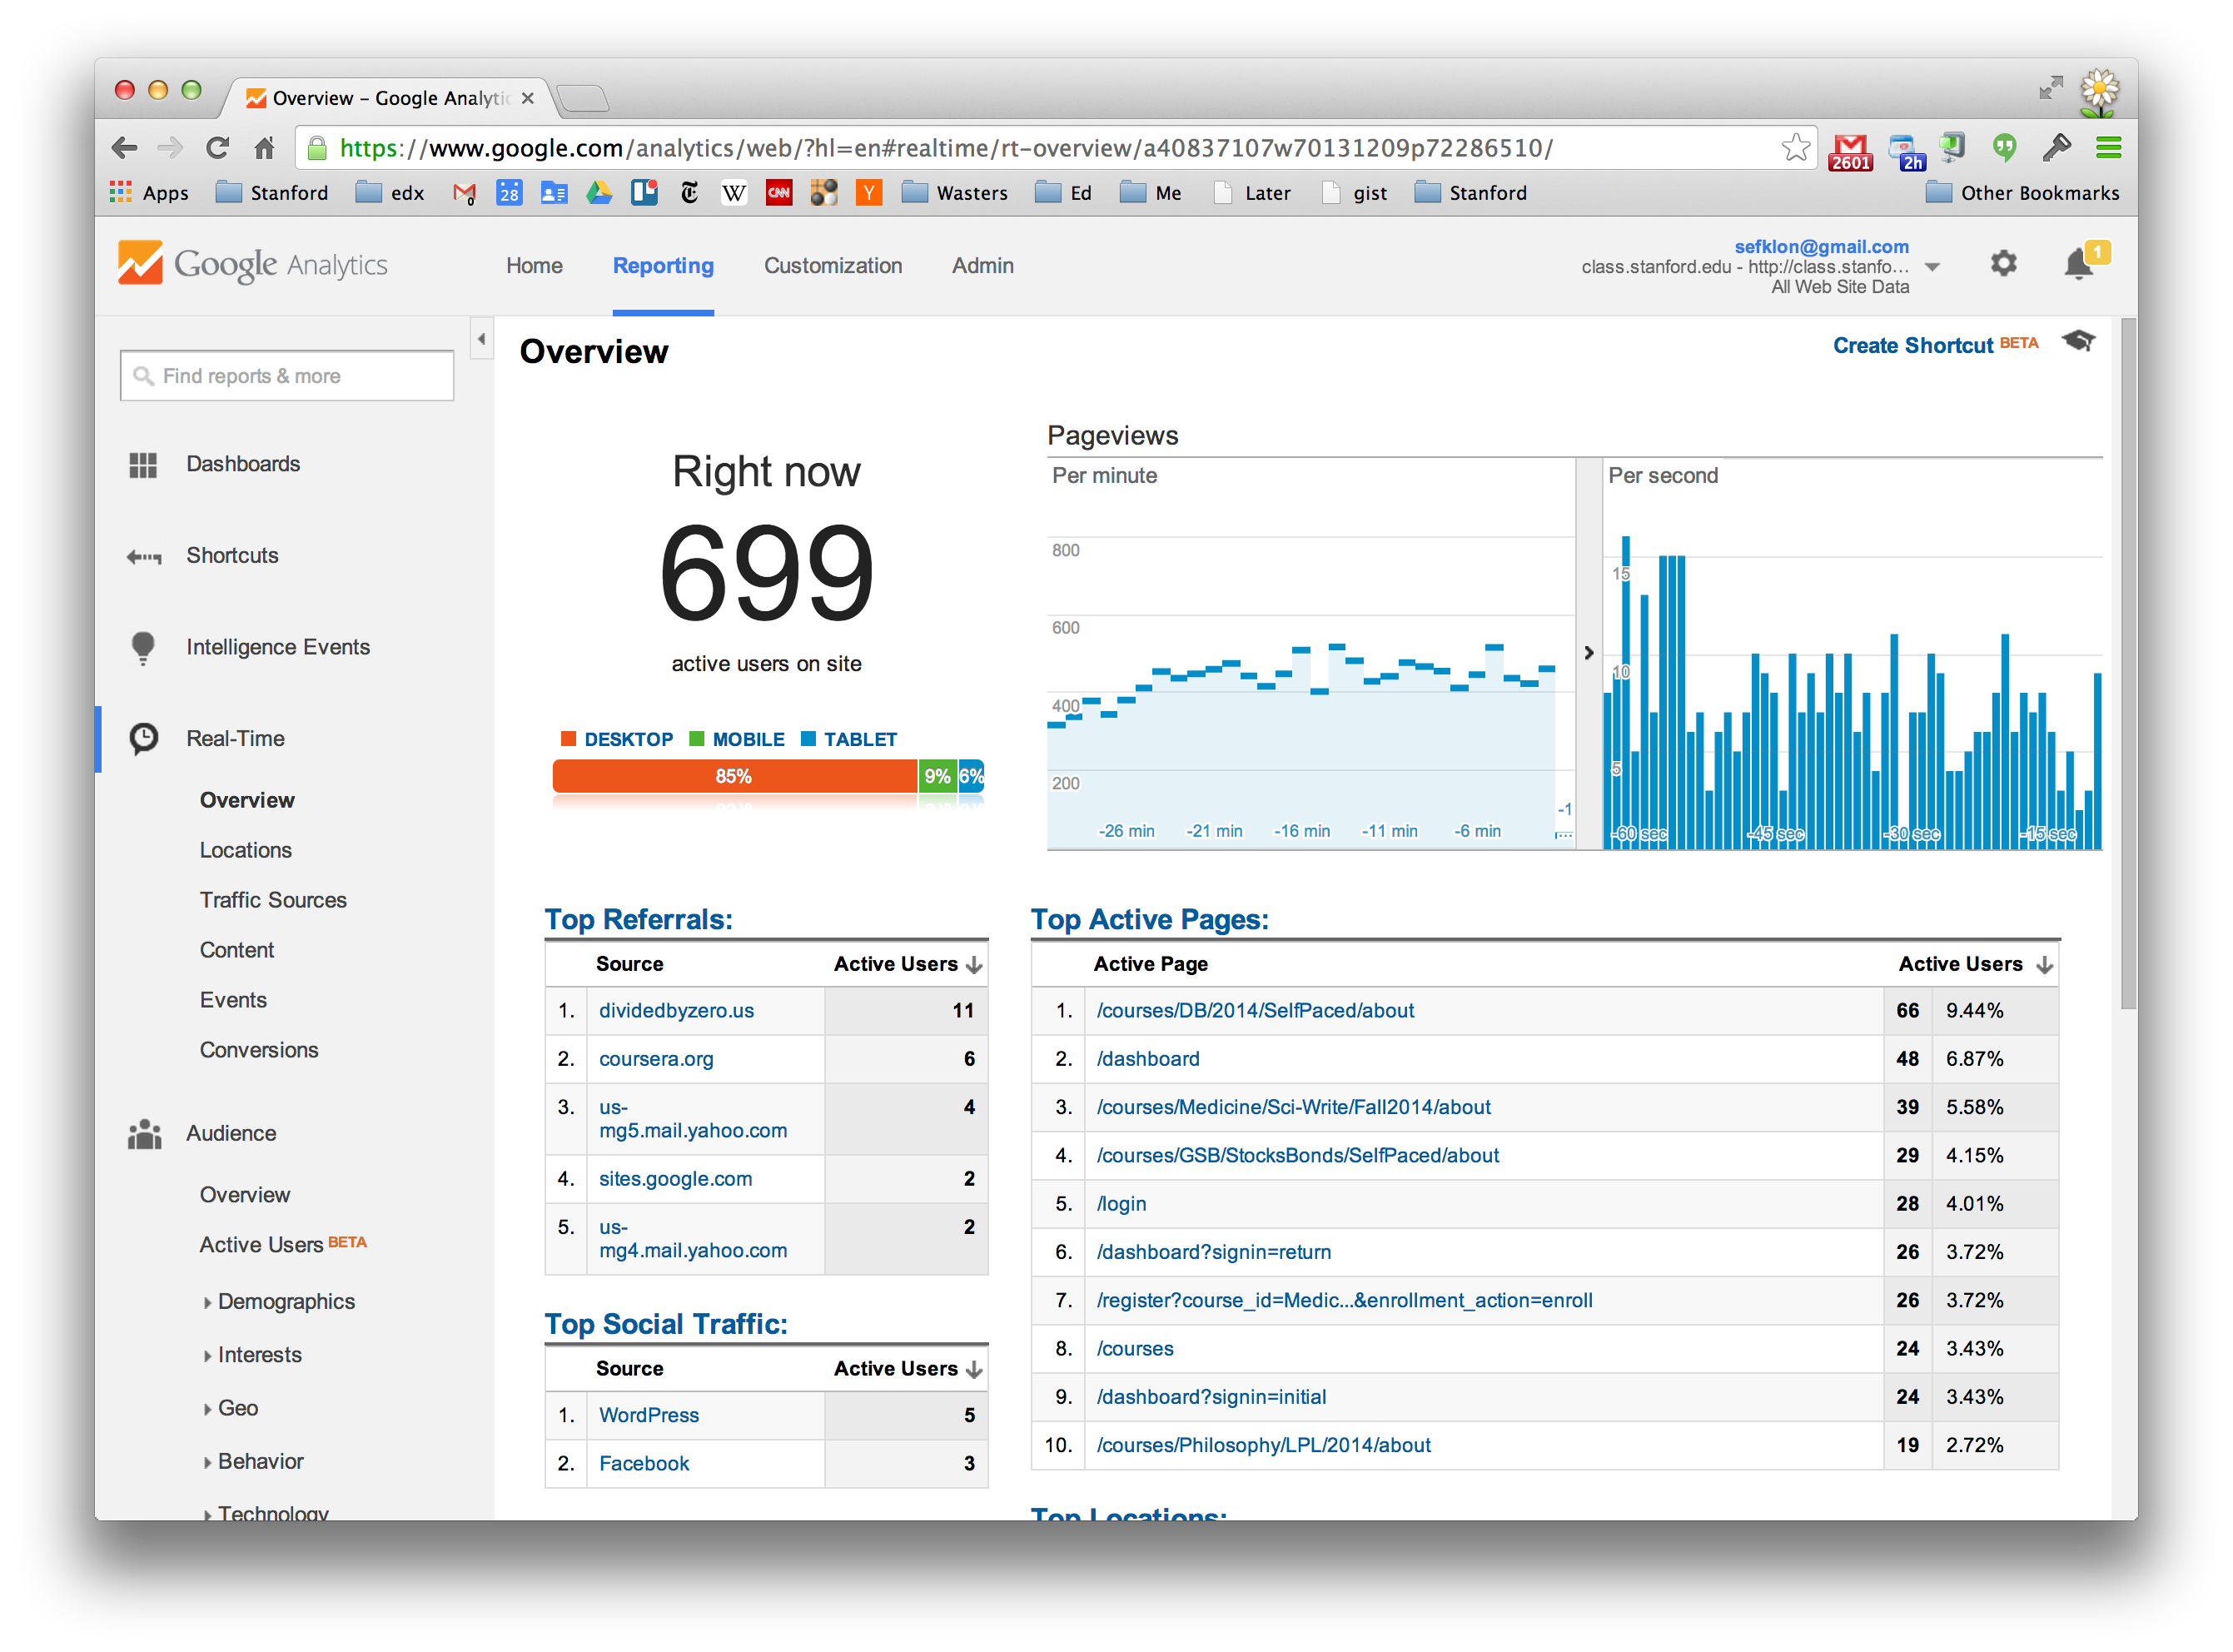 Overview – Google Analytic
https://www.google.com/analytics/web/?hl=en#realtime/rt-overview/a40837107w70131209p72286510/
2601
2h
Apps
Stanford
edx
28
W
CNN
Y
Wasters
Ed
Me
Later
gist
Stanford
Other Bookmarks
Google Analytics
Home
Reporting
Customization
Admin
sefklon@gmail.com
class.stanford.edu - http://class.stanfo...
All Web Site Data
1
Find reports & more
Dashboards
Shortcuts
Intelligence Events
Real-Time
Overview
Locations
Traffic Sources
Content
Events
Conversions
Audience
Overview
Active Users BETA
Demographics
Interests
Geo
Behavior
Technology
Overview
Create Shortcut BETA
Right now
699
active users on site
DESKTOP
MOBILE
TABLET
85%
9%
6%
Pageviews
Per minute
800
600
400
200
-26 min
-21 min
-16 min
-11 min
-6 min
-1
Per second
15
10
5
-60 sec
-45 sec
-30 sec
-15 sec
Top Referrals:
Source Active Users
1. dividedbyzero.us 11
2. coursera.org 6
3. us- 4
mg5.mail.yahoo.com
4. sites.google.com 2
5. us- 2
mg4.mail.yahoo.com
Top Social Traffic:
Source Active Users
1. WordPress 5
2. Facebook 3
Top Active Pages:
Active Page Active Users
1. /courses/DB/2014/SelfPaced/about 66 9.44%
2. /dashboard 48 6.87%
3. /courses/Medicine/Sci-Write/Fall2014/about 39 5.58%
4. /courses/GSB/StocksBonds/SelfPaced/about 29 4.15%
5. /login 28 4.01%
6. /dashboard?signin=return 26 3.72%
7. /register?course_id=Medic...&enrollment_action=enroll 26 3.72%
8. /courses 24 3.43%
9. /dashboard?signin=initial 24 3.43%
10. /courses/Philosophy/LPL/2014/about 19 2.72%
Top Locations: